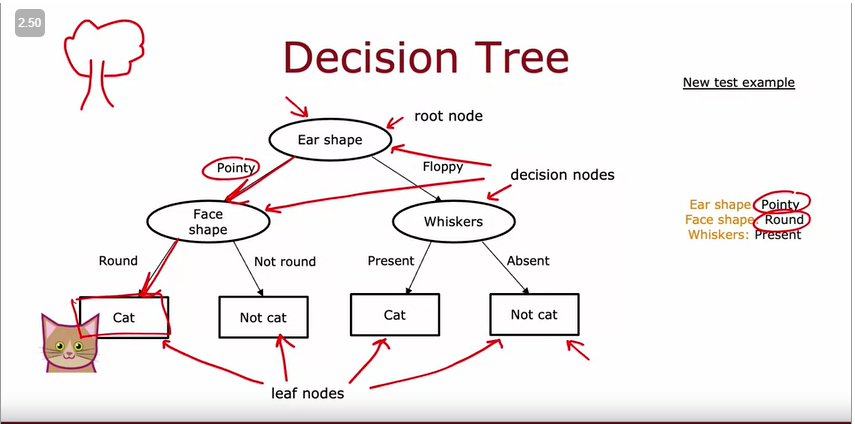 2.50
Decision Tree
New test example
root node
Ear shape
Pointy
Floppy
decision nodes
Ear shape: Pointy
Face shape: Round
Whiskers: Present
Face
shape
Whiskers
Round
Not round
Present
Absent
Cat
Not cat
Cat
Not cat
leaf nodes